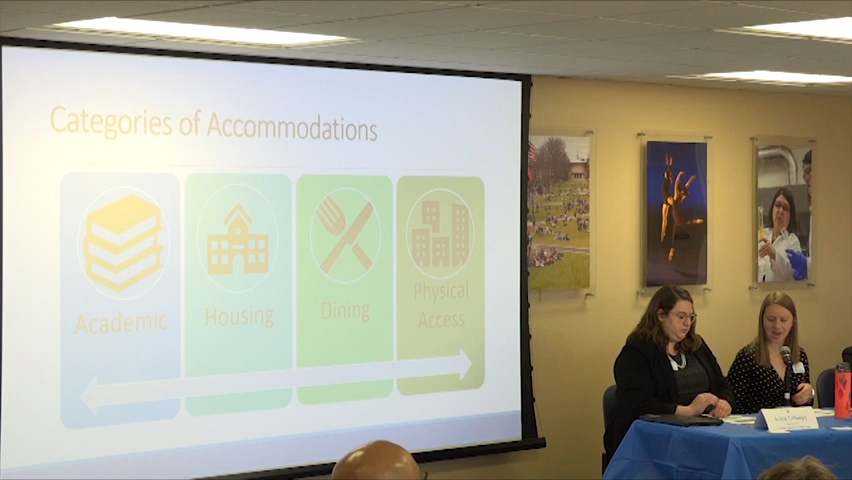 Categories of Accommodations
Academic
Housing
Dining
Physical
Access